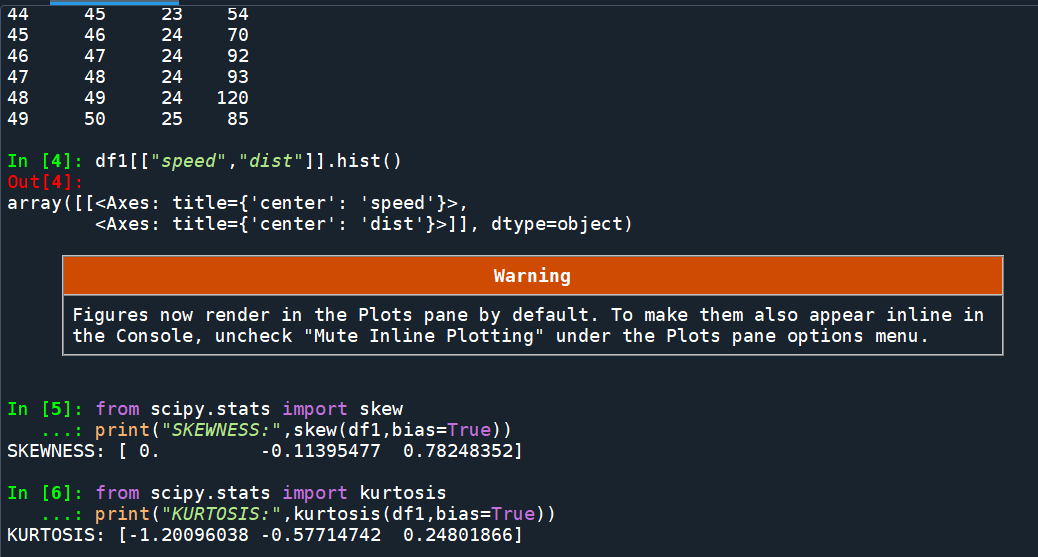 44     45     23    54
45     46     24    70
46     47     24    92
47     48     24    93
48     49     24   120
49     50     25    85
In [4]: df1[["speed","dist"]].hist()
Out[4]:
array([[<Axes: title={'center': 'speed'}>,
        <Axes: title={'center': 'dist'}>]], dtype=object)
Warning
Figures now render in the Plots pane by default. To make them also appear inline in
the Console, uncheck "Mute Inline Plotting" under the Plots pane options menu.
In [5]: from scipy.stats import skew
   ...: print("SKEWNESS:",skew(df1,bias=True))
SKEWNESS: [ 0.         -0.11395477  0.78248352]
In [6]: from scipy.stats import kurtosis
   ...: print("KURTOSIS:",kurtosis(df1,bias=True))
KURTOSIS: [-1.20096038 -0.57714742  0.24801866]